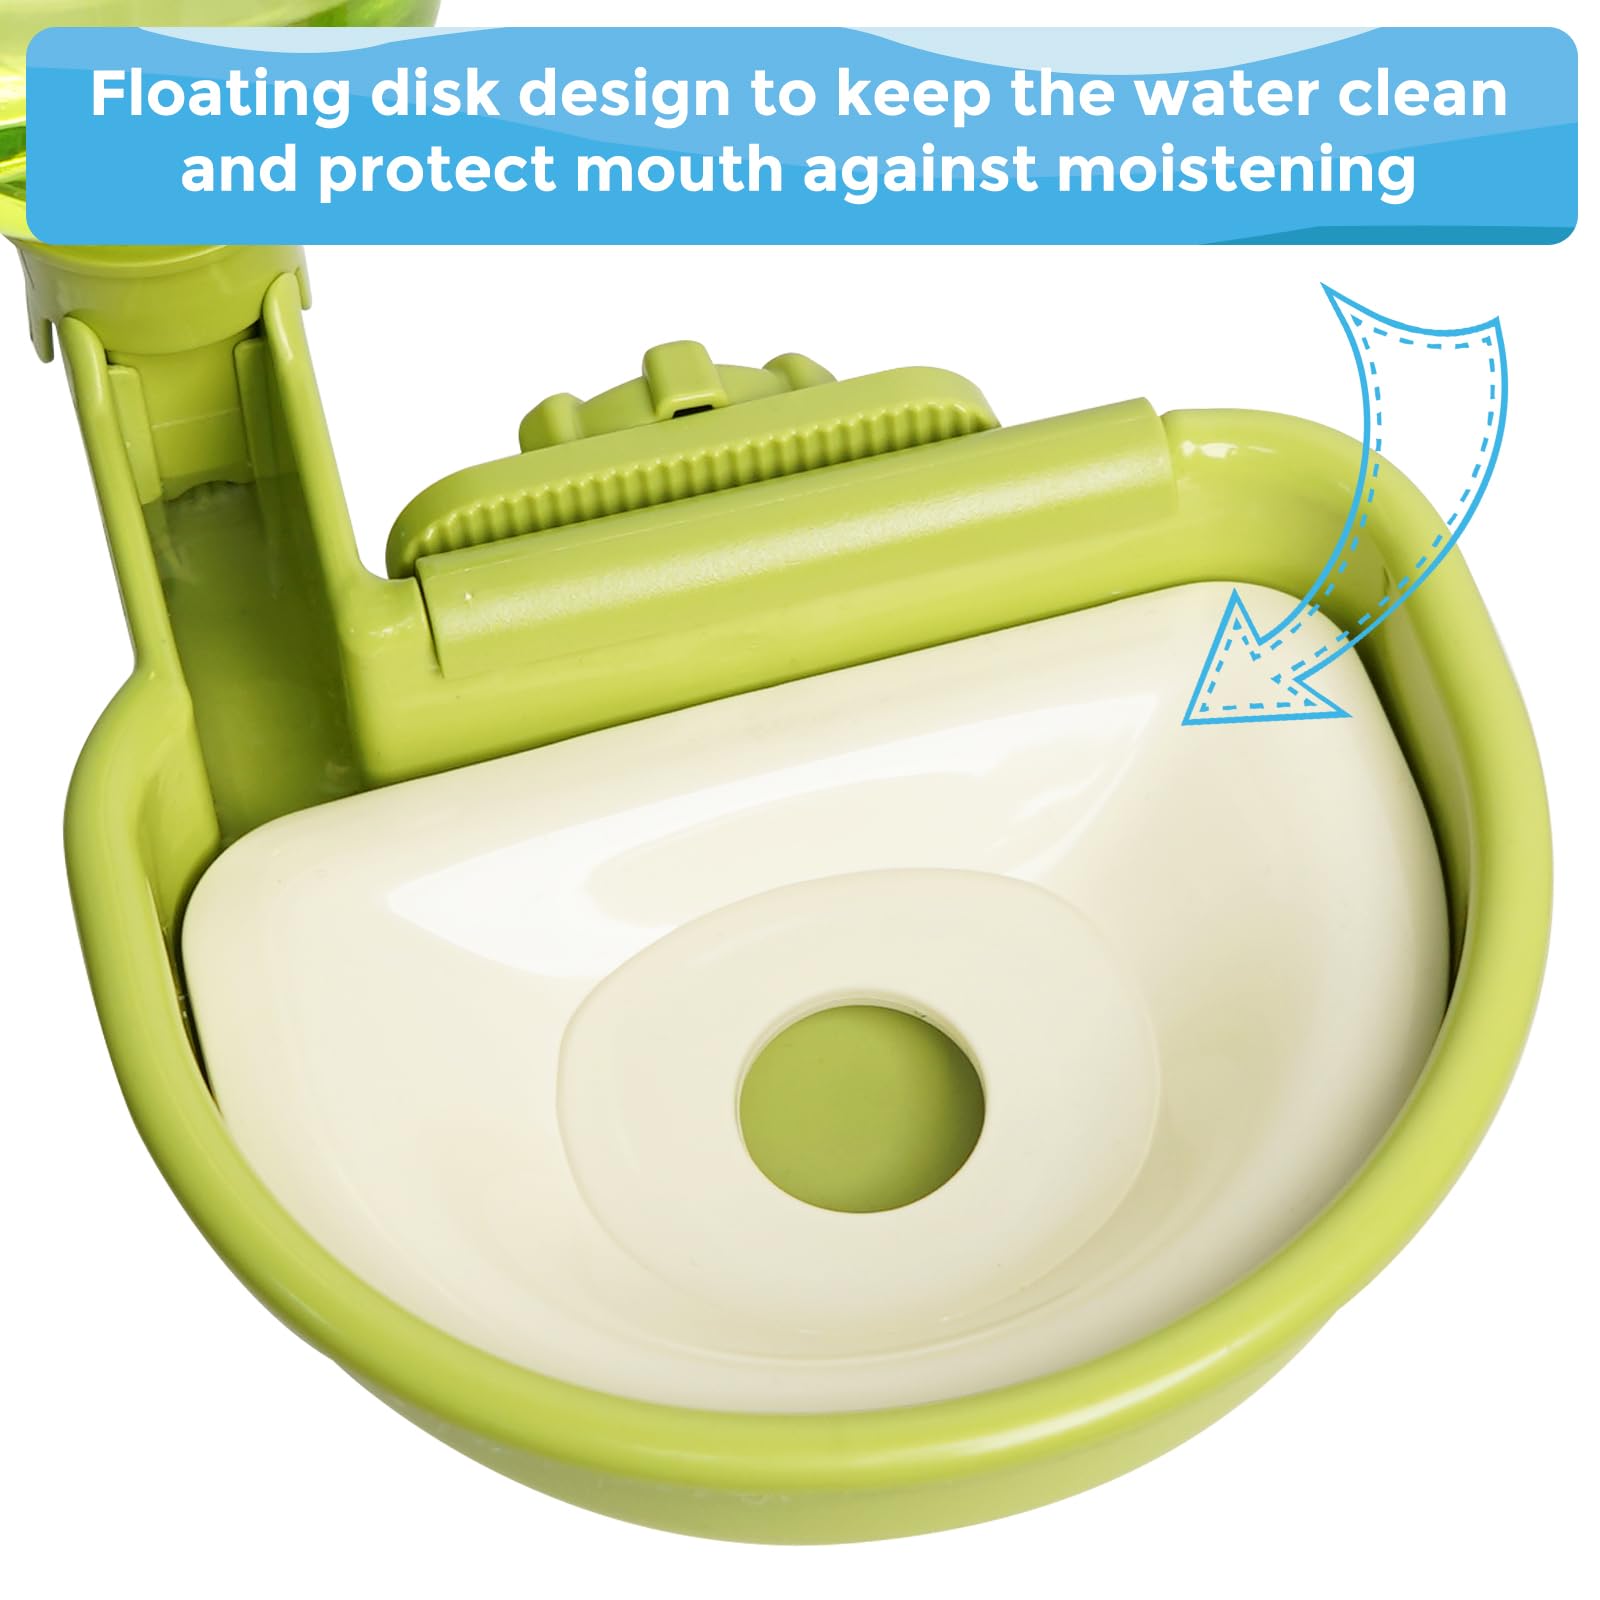 Floating disk design to keep the water clean
and protect mouth against moistening